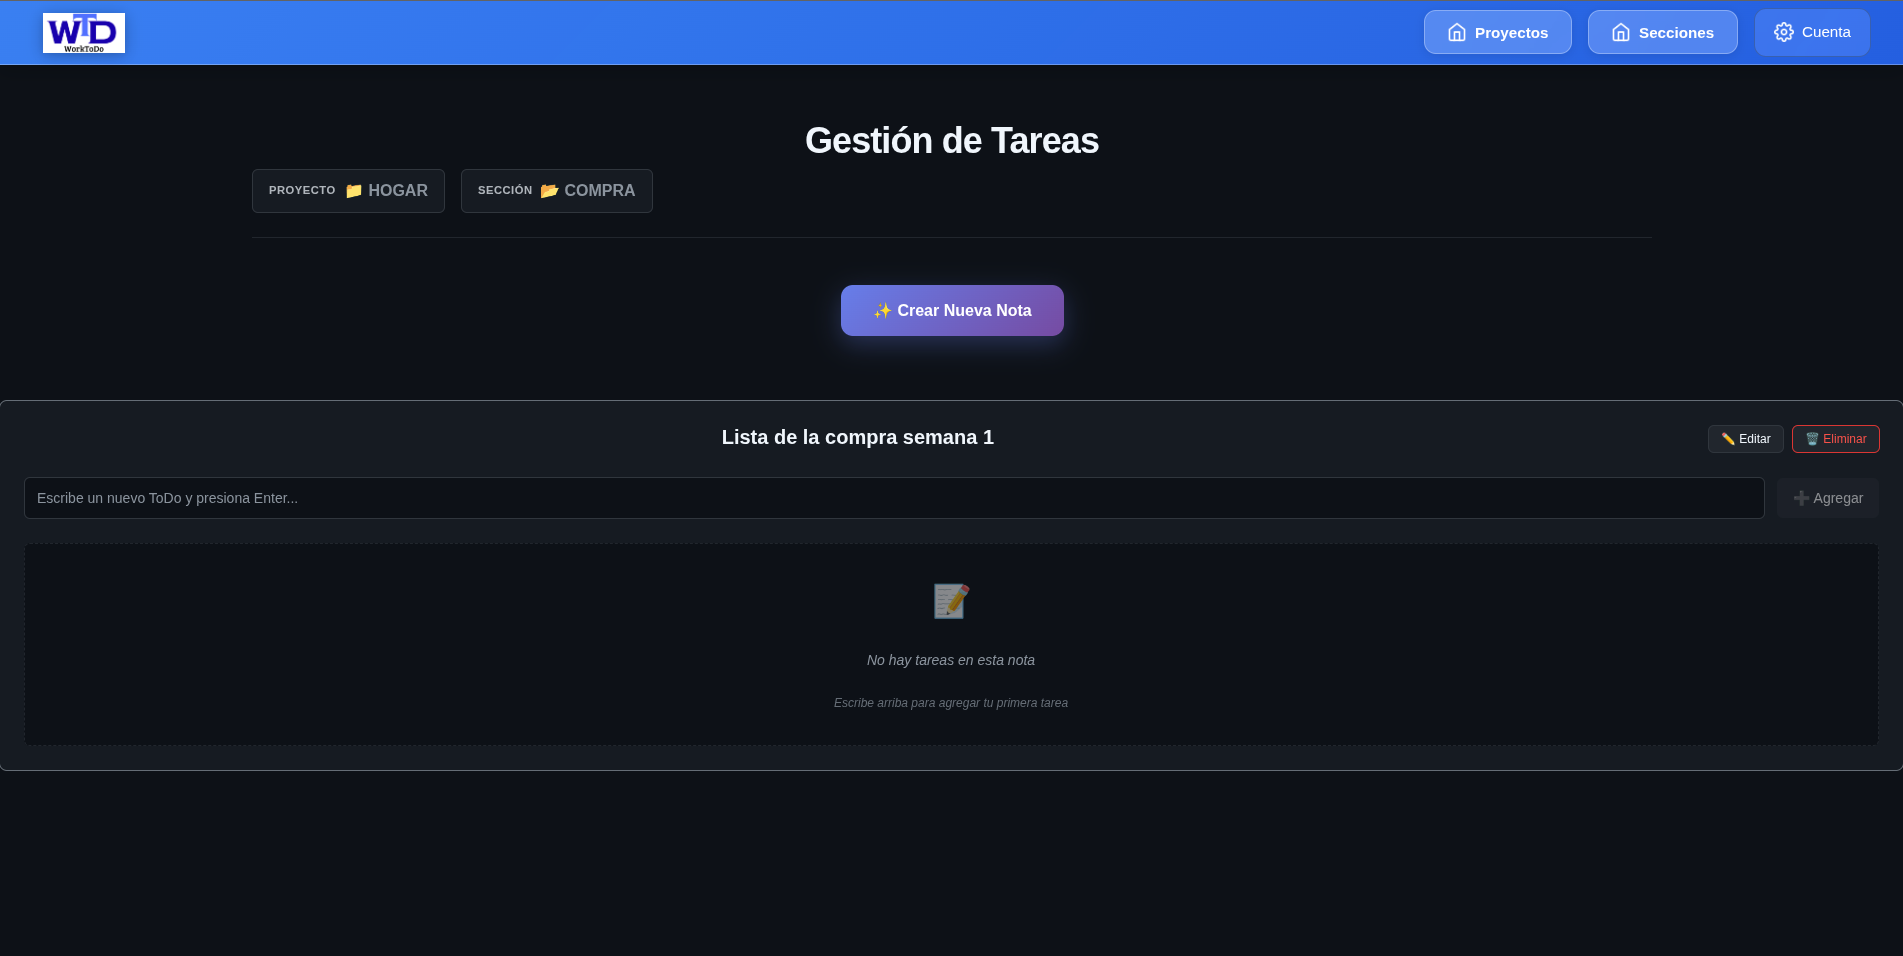 WTD
WorkToDo
Proyectos
Secciones
Cuenta
Gestión de Tareas
PROYECTO 📁 HOGAR
SECCIÓN 📂 COMPRA
✨ Crear Nueva Nota
Lista de la compra semana 1
✏️ Editar
🗑️ Eliminar
Escribe un nuevo ToDo y presiona Enter...
➕ Agregar
No hay tareas en esta nota
Escribe arriba para agregar tu primera tarea